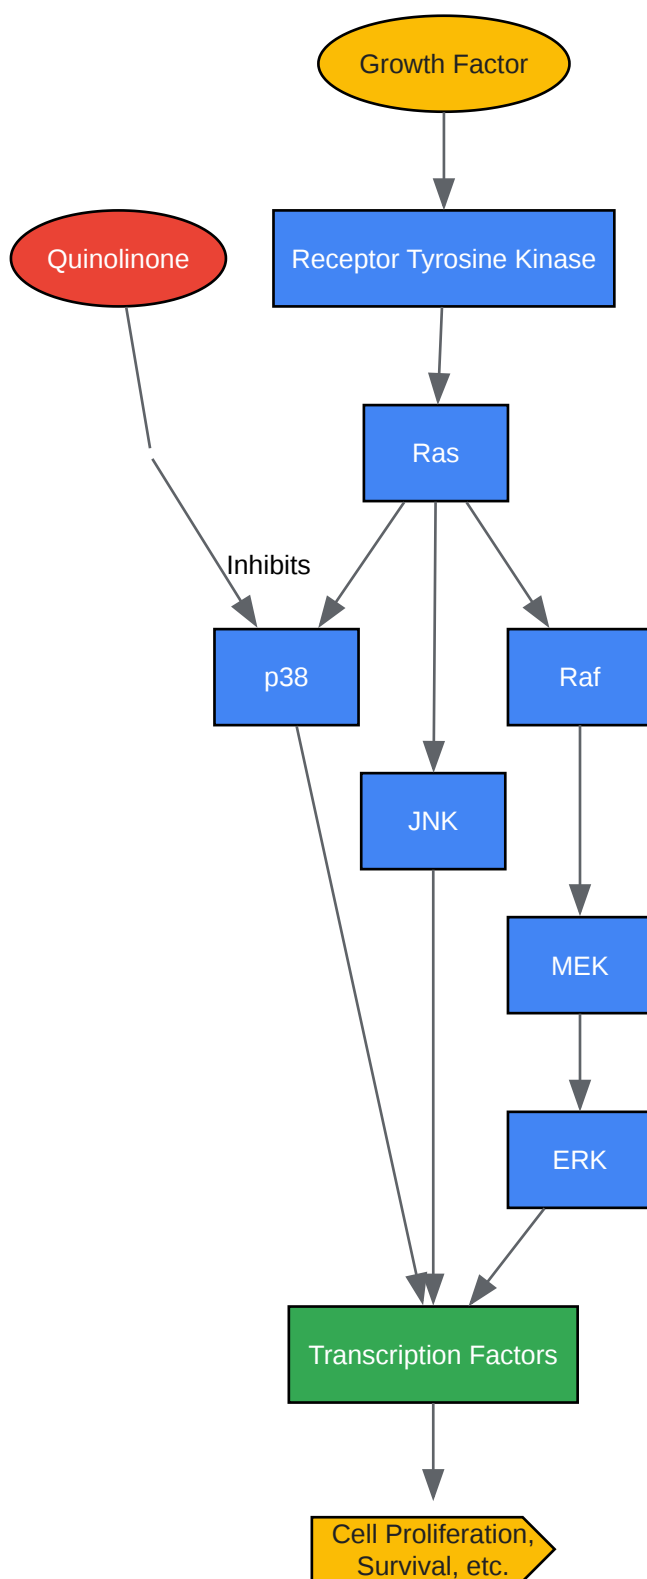 Growth Factor
Quinolinone
Receptor Tyrosine Kinase
Ras
Inhibits
p38
Raf
JNK
MEK
ERK
Transcription Factors
Cell Proliferation,
Survival, etc.